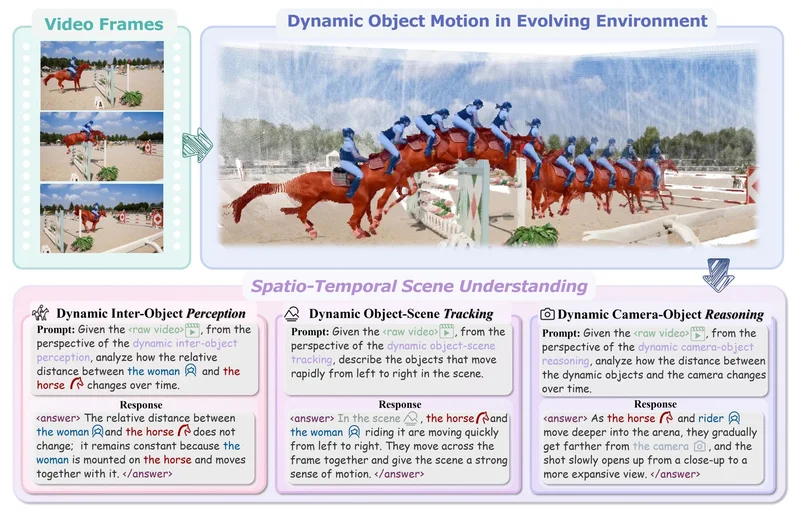 Video Frames
Dynamic Object Motion in Evolving Environment
Spatio-Temporal Scene Understanding
Dynamic Inter-Object Perception
Prompt: Given the <raw video>, from the
perspective of the dynamic inter-object
perception, analyze how the relative
distance between the woman and the
horse changes over time.
Response
<answer> The relative distance between
the woman and the horse does not
change; it remains constant because the
woman is mounted on the horse and moves
together with it. </answer>
Dynamic Object-Scene Tracking
Prompt: Given the <raw video>, from the
perspective of the dynamic object-scene
tracking, describe the objects that move
rapidly from left to right in the scene.
Response
<answer> In the scene, the horse and
the woman riding it are moving quickly
from left to right. They move across the
frame together and give the scene a strong
sense of motion. </answer>
Dynamic Camera-Object Reasoning
Prompt: Given the <raw video>, from the
perspective of the dynamic camera-object
reasoning, analyze how the distance between
the dynamic objects and the camera changes
over time.
Response
<answer> As the horse and rider
move deeper into the arena, they gradually
get farther from the camera, and the
shot slowly opens up from a close-up to a
more expansive view. </answer>